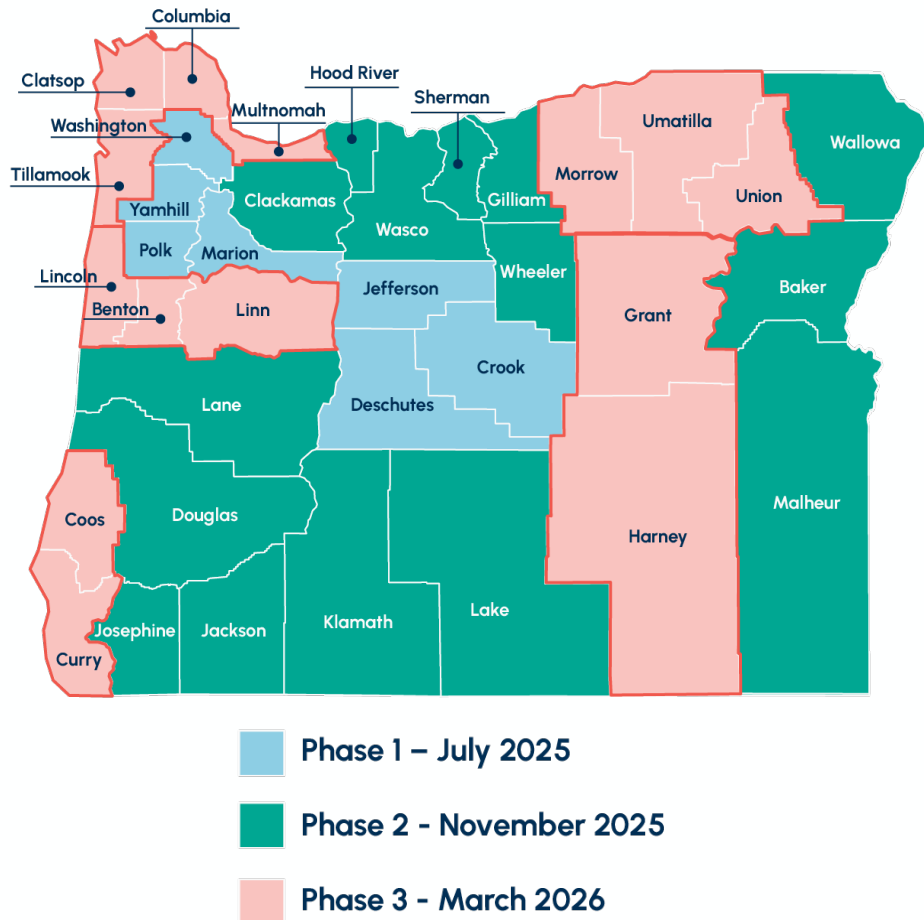 Columbia
Clatsop
Hood River
Sherman
Multnomah
Washington
Umatilla
Wallowa
Tillamook
Morrow
Union
Clackamas
Gilliam
Yamhill
Wasco
Polk
Marion
Wheeler
Lincoln
Jefferson
Baker
Benton
Linn
Grant
Crook
Lane
Deschutes
Malheur
Coos
Douglas
Harney
Lake
Klamath
Josephine
Jackson
Curry
Phase 1 – July 2025
Phase 2 - November 2025
Phase 3 - March 2026